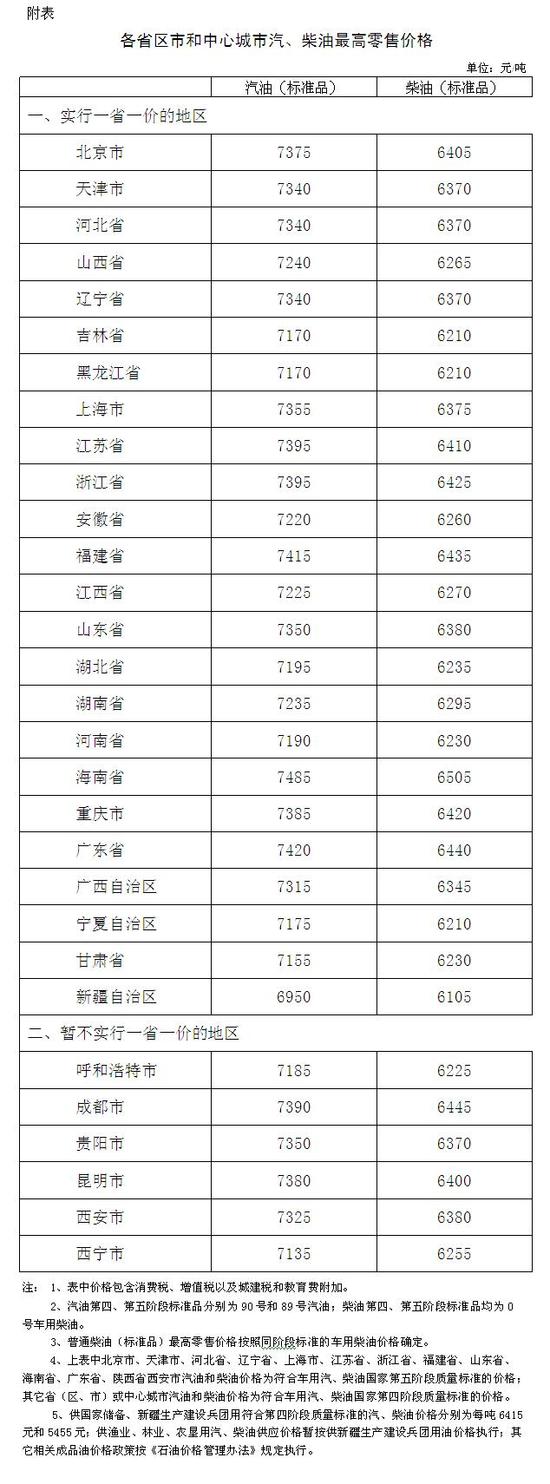 附表
各省区市和中心城市汽、柴油最高零售价格
单位：元/吨
汽油（标准品） 柴油（标准品）
一、实行一省一价的地区
北京市 7375 6405
天津市 7340 6370
河北省 7340 6370
山西省 7240 6265
辽宁省 7340 6370
吉林省 7170 6210
黑龙江省 7170 6210
上海市 7355 6375
江苏省 7395 6410
浙江省 7395 6425
安徽省 7220 6260
福建省 7415 6435
江西省 7225 6270
山东省 7350 6380
湖北省 7195 6235
湖南省 7235 6295
河南省 7190 6230
海南省 7485 6505
重庆市 7385 6420
广东省 7420 6440
广西自治区 7315 6345
宁夏自治区 7175 6210
甘肃省 7155 6230
新疆自治区 6950 6105
二、暂不实行一省一价的地区
呼和浩特市 7185 6225
成都市 7390 6445
贵阳市 7350 6370
昆明市 7380 6400
西安市 7325 6380
西宁市 7135 6255
注： 1、表中价格包含消费税、增值税以及城建税和教育费附加。
2、汽油第四、第五阶段标准品分别为90号和89号汽油；柴油第四、第五阶段标准品均为0
号车用柴油。
3、普通柴油（标准品）最高零售价格按照同阶段标准的车用柴油价格确定。
4、上表中北京市、天津市、河北省、辽宁省、上海市、江苏省、浙江省、福建省、山东省、
海南省、广东省、陕西省西安市汽油和柴油价格为符合车用汽、柴油国家第五阶段质量标准的价格；
其它省（区、市）或中心城市汽油和柴油价格为符合车用汽、柴油国家第四阶段质量标准的价格。
5、供国家储备、新疆生产建设兵团用符合第四阶段质量标准的汽、柴油价格分别为每吨6415
元和5455元；供渔业、林业、农垦用汽、柴油供应价格暂按供新疆生产建设兵团用油价格执行；其
它相关成品油价格政策按《石油价格管理办法》规定执行。